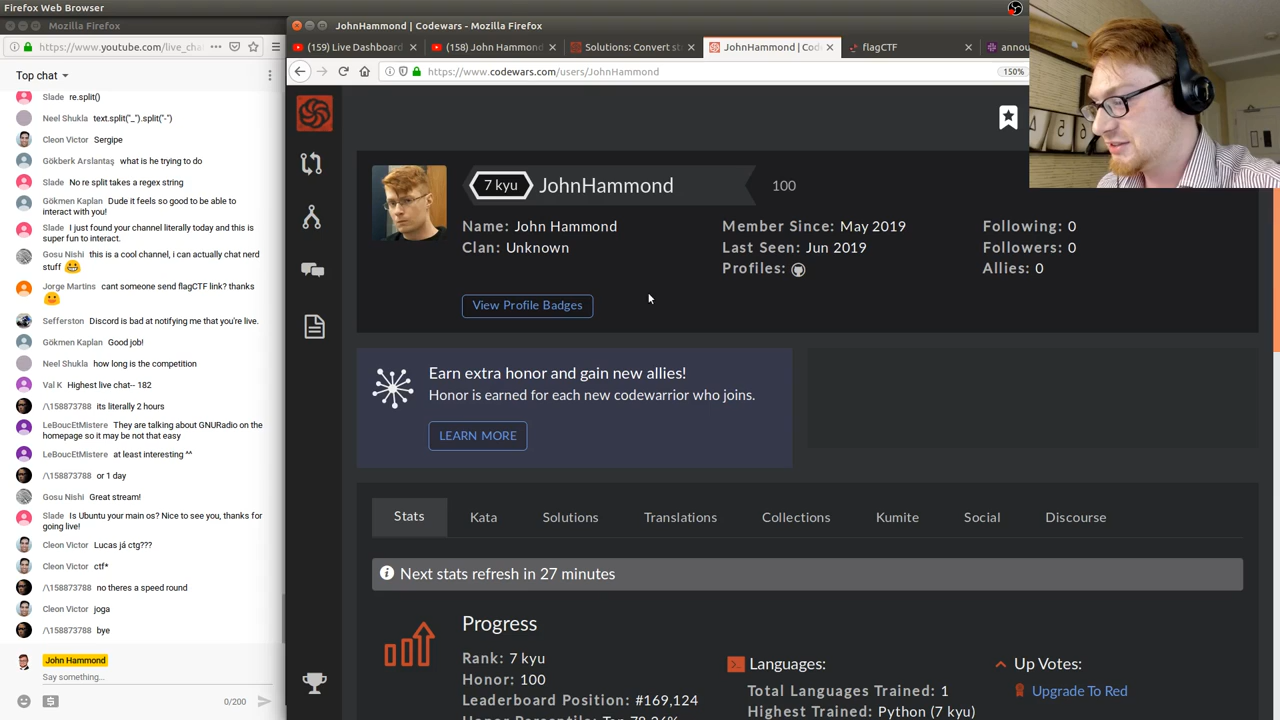 Firefox Web Browser
Mozilla Firefox
https://www.youtube.com/live_cha
Top chat
Slade re.split()
Neel Shukla text.split("_").split("-")
Cleon Victor Sergipe
Gökberk Arslantaş what is he trying to do
Slade No re split takes a regex string
Gökmen Kaplan Dude it feels so good to be able to
interact with you!
Slade I just found your channel literally today and this is
super fun to interact.
Gosu Nishi this is a cool channel, i can actually chat nerd
stuff
Jorge Martins cant someone send flagCTF link? thanks
Sefferston Discord is bad at notifying me that you're live.
Gökmen Kaplan Good job!
Neel Shukla how long is the competition
Val K Highest live chat-- 182
/\158873788 its literally 2 hours
LeBoucEtMistere They are talking about GNURadio on the
homepage so it may be not that easy
LeBoucEtMistere at least interesting ^^
/\158873788 or 1 day
Gosu Nishi Great stream!
Slade Is Ubuntu your main os? Nice to see you, thanks for
going live!
Cleon Victor Lucas já ctg???
Cleon Victor ctf*
/\158873788 no theres a speed round
Cleon Victor joga
/\158873788 bye
John Hammond
Say something...
0/200
JohnHammond | Codewars - Mozilla Firefox
(159) Live Dashboard
(158) John Hammond
Solutions: Convert st
JohnHammond | Cod
flagCTF
annou
https://www.codewars.com/users/JohnHammond
150%
7 kyu
JohnHammond
100
Name: John Hammond
Clan: Unknown
Member Since: May 2019
Last Seen: Jun 2019
Profiles:
Following: 0
Followers: 0
Allies: 0
View Profile Badges
Earn extra honor and gain new allies!
Honor is earned for each new codewarrior who joins.
LEARN MORE
Stats
Kata
Solutions
Translations
Collections
Kumite
Social
Discourse
Next stats refresh in 27 minutes
Progress
Rank: 7 kyu
Honor: 100
Leaderboard Position: #169,124
Languages:
Total Languages Trained: 1
Highest Trained: Python (7 kyu)
Up Votes:
Upgrade To Red